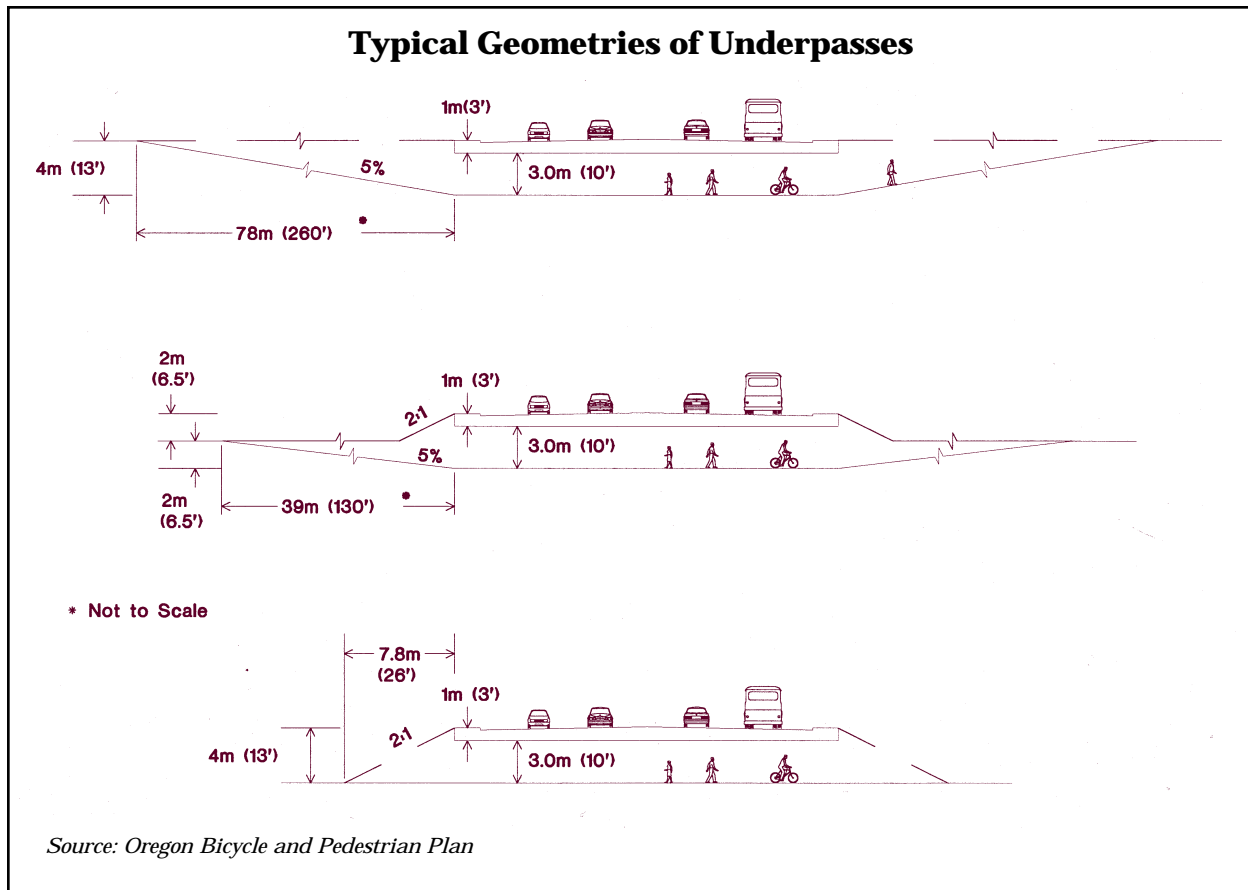 Typical Geometries of Underpasses
1m(3')
4m (13')
5%
3.0m (10')
*
78m (260')
2m
(6.5')
1m (3')
2:1
5%
3.0m (10')
2m
(6.5')
*
39m (130')
* Not to Scale
7.8m
(26')
1m (3')
2:1
4m (13')
3.0m (10')
Source: Oregon Bicycle and Pedestrian Plan